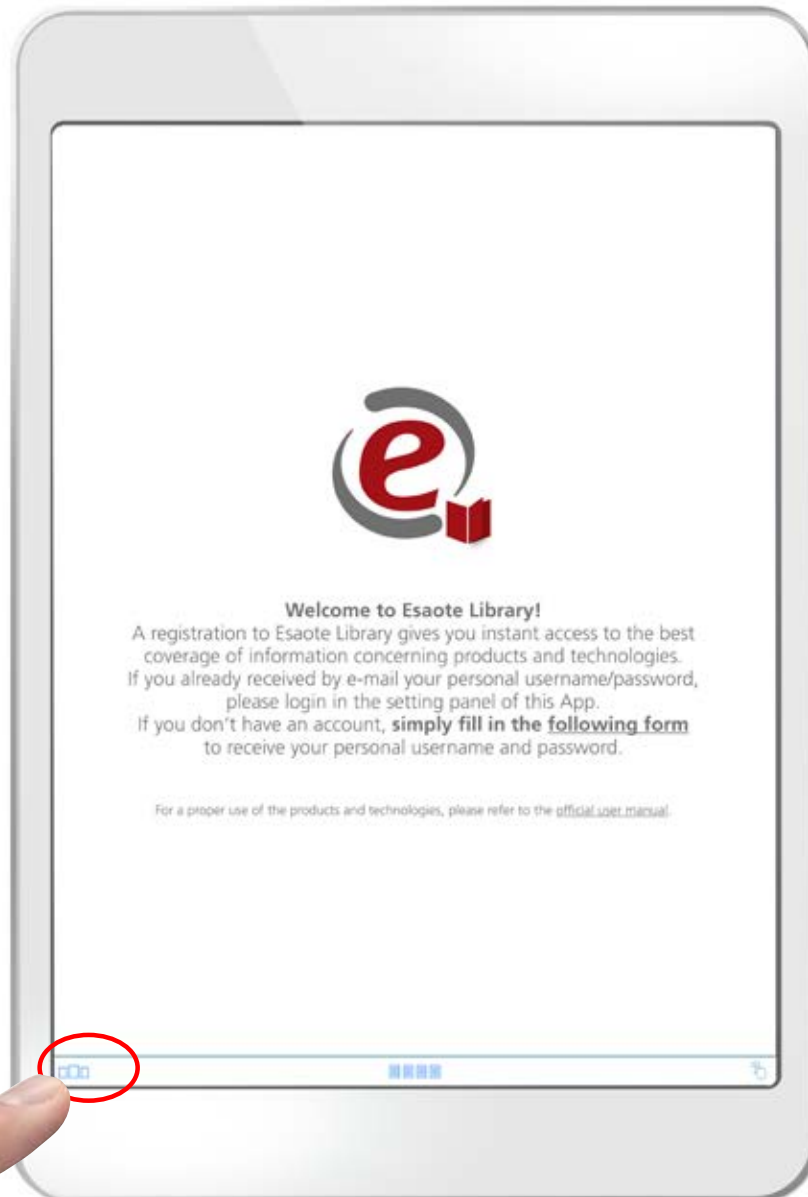 e
Welcome to Esaote Library!
A registration to Esaote Library gives you instant access to the best
coverage of information concerning products and technologies.
If you already received by e-mail your personal username/password,
please login in the setting panel of this App.
If you don't have an account, simply fill in the following form
to receive your personal username and password.
For a proper use of the products and technologies, please refer to the official user manual.